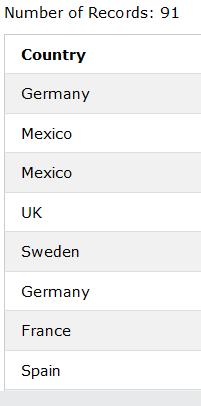 Number of Records: 91
Country
Germany
Mexico
Mexico
UK
Sweden
Germany
France
Spain